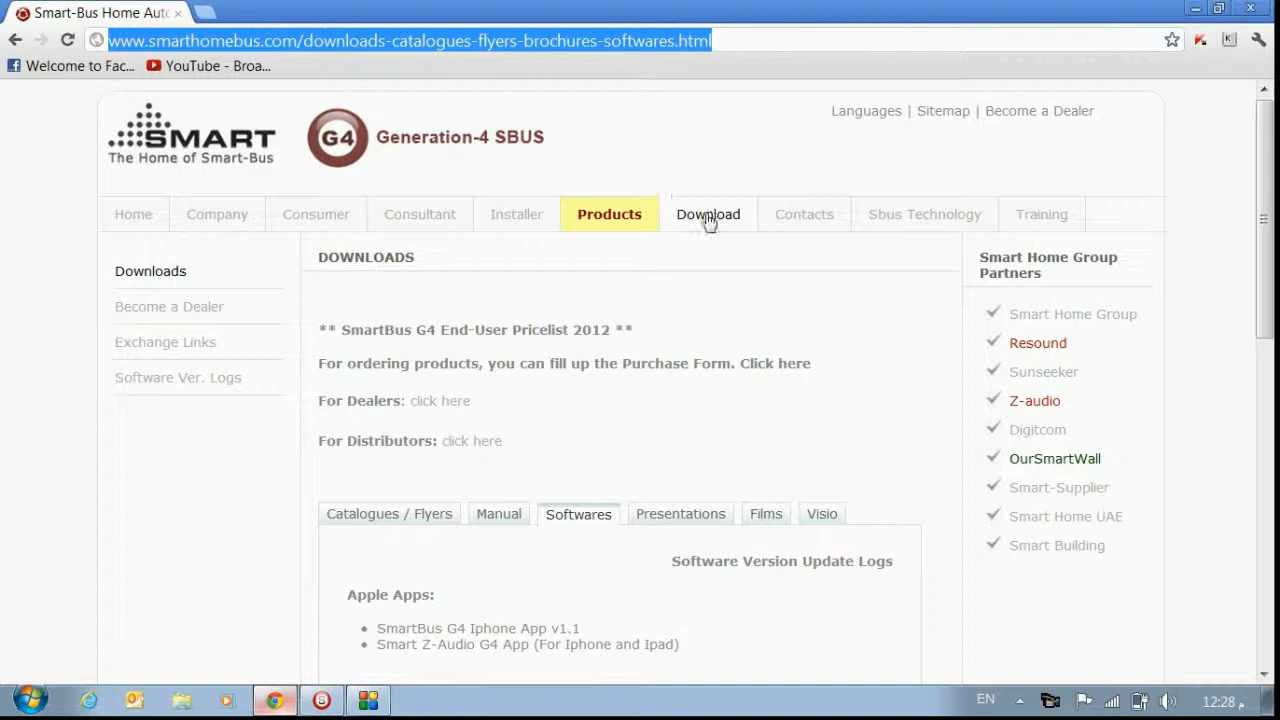 Smart-Bus Home Auto
www.smarthomebus.com/downloads-catalogues-flyers-brochures-softwares.html
Welcome to Fac...
YouTube - Broa...
Languages | Sitemap | Become a Dealer
SMART
The Home of Smart-Bus
G4
Generation-4 SBUS
Home
Company
Consumer
Consultant
Installer
Products
Download
Contacts
Sbus Technology
Training
Downloads
Become a Dealer
Exchange Links
Software Ver. Logs
DOWNLOADS
** SmartBus G4 End-User Pricelist 2012 **
For ordering products, you can fill up the Purchase Form. Click here
For Dealers: click here
For Distributors: click here
Catalogues / Flyers
Manual
Softwares
Presentations
Films
Visio
Software Version Update Logs
Apple Apps:
SmartBus G4 Iphone App v1.1
Smart Z-Audio G4 App (For Iphone and Ipad)
Smart Home Group
Partners
Smart Home Group
Resound
Sunseeker
Z-audio
Digitcom
OurSmartWall
Smart-Supplier
Smart Home UAE
Smart Building
EN
12:28 م